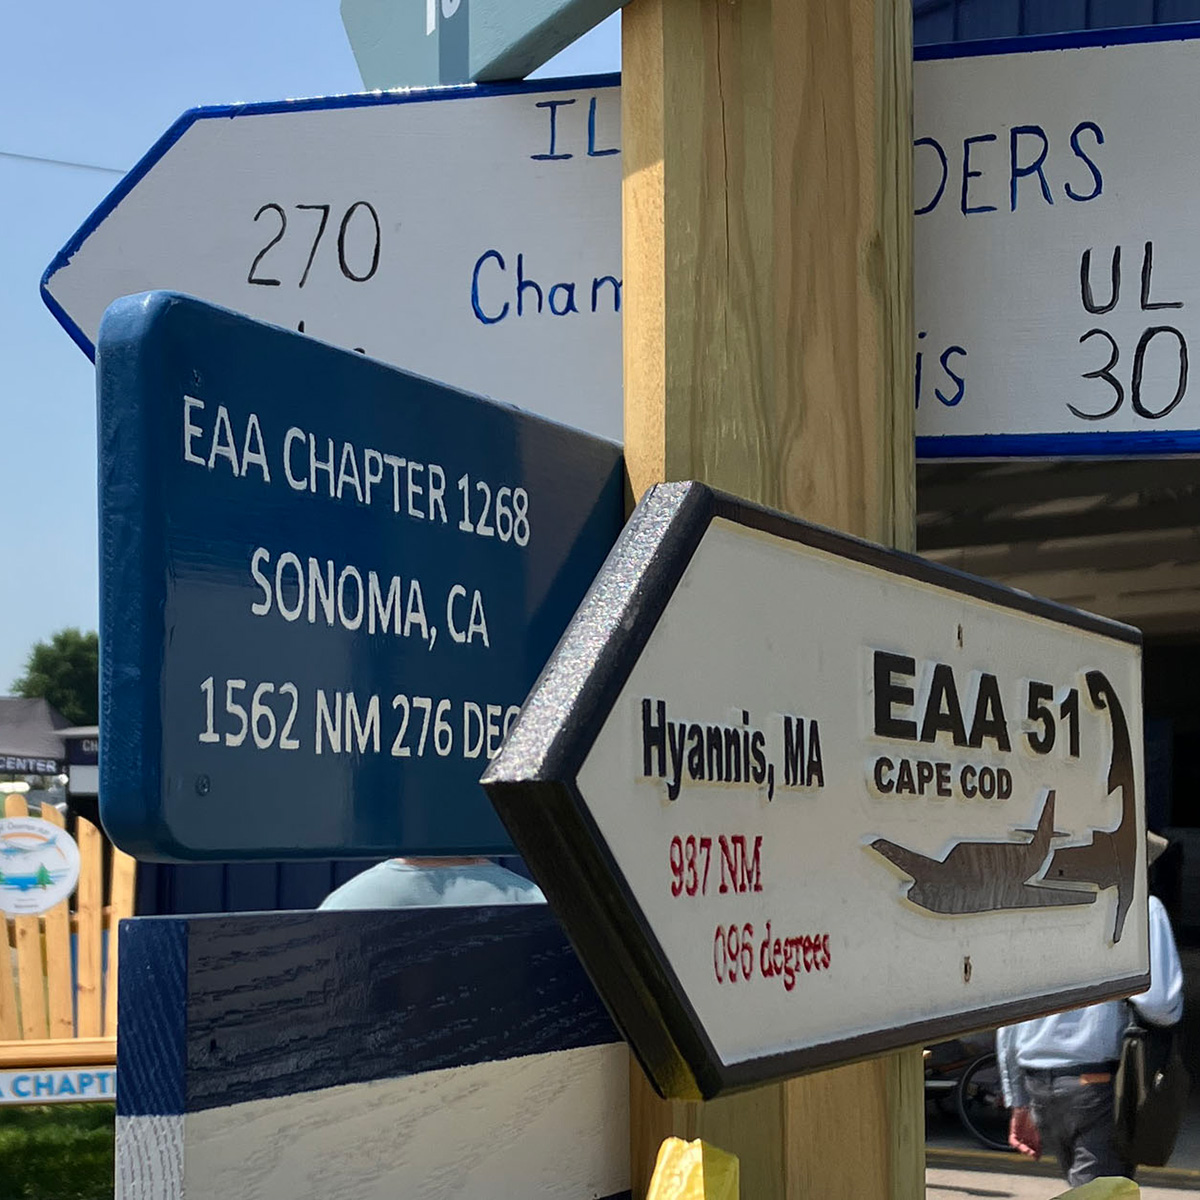 IL
DERS
270
Cham
is
UL
30
EAA CHAPTER 1268
SONOMA, CA
1562 NM 276 DEG
EAA 51
CAPE COD
Hyannis, MA
937 NM
096 degrees
CENTER
A CHAPT